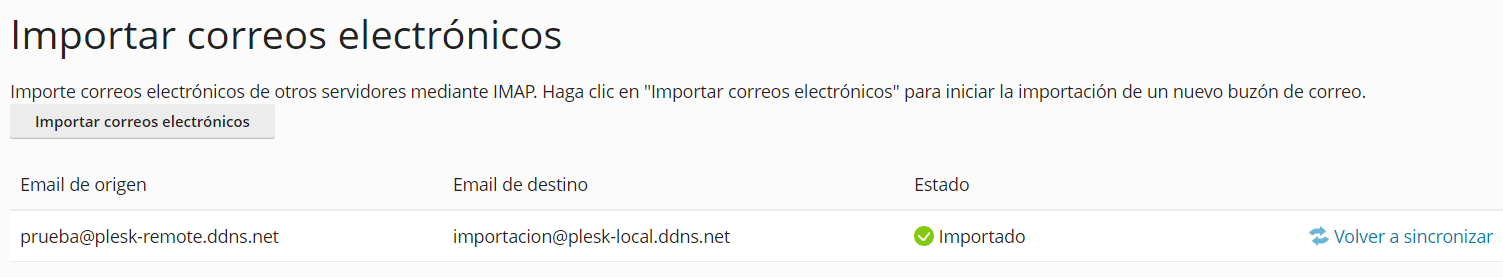 Importar correos electrónicos
Importe correos electrónicos de otros servidores mediante IMAP. Haga clic en "Importar correos electrónicos" para iniciar la importación de un nuevo buzón de correo.
Importar correos electrónicos
Email de origen Email de destino Estado
prueba@plesk-remote.ddns.net importacion@plesk-local.ddns.net Importado Volver a sincronizar